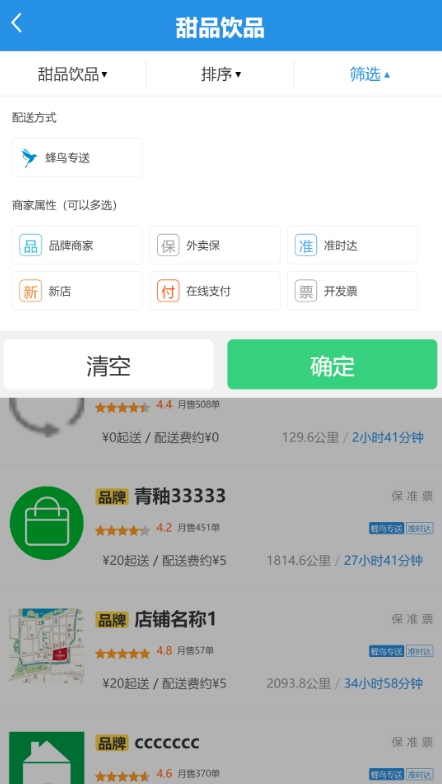 甜品饮品
甜品饮品▼ 排序▼ 筛选▲
配送方式
蜂鸟专送
商家属性（可以多选）
品 品牌商家 保 外卖保 准 准时达
新 新店 付 在线支付 票 开发票
清空 确定
4.4 月售508单
¥0起送 / 配送费约¥0 129.6公里 / 2小时41分钟
品牌 青秞33333 保 准 票
4.2 月售451单 蜂鸟专送 准时达
¥20起送 / 配送费约¥5 1814.6公里 / 27小时41分钟
品牌 店铺名称1 保 准 票
4.8 月售57单 蜂鸟专送 准时达
¥20起送 / 配送费约¥5 2093.8公里 / 34小时58分钟
品牌 ccccccc 保 准 票
4.6 月售370单 蜂鸟专送 准时达